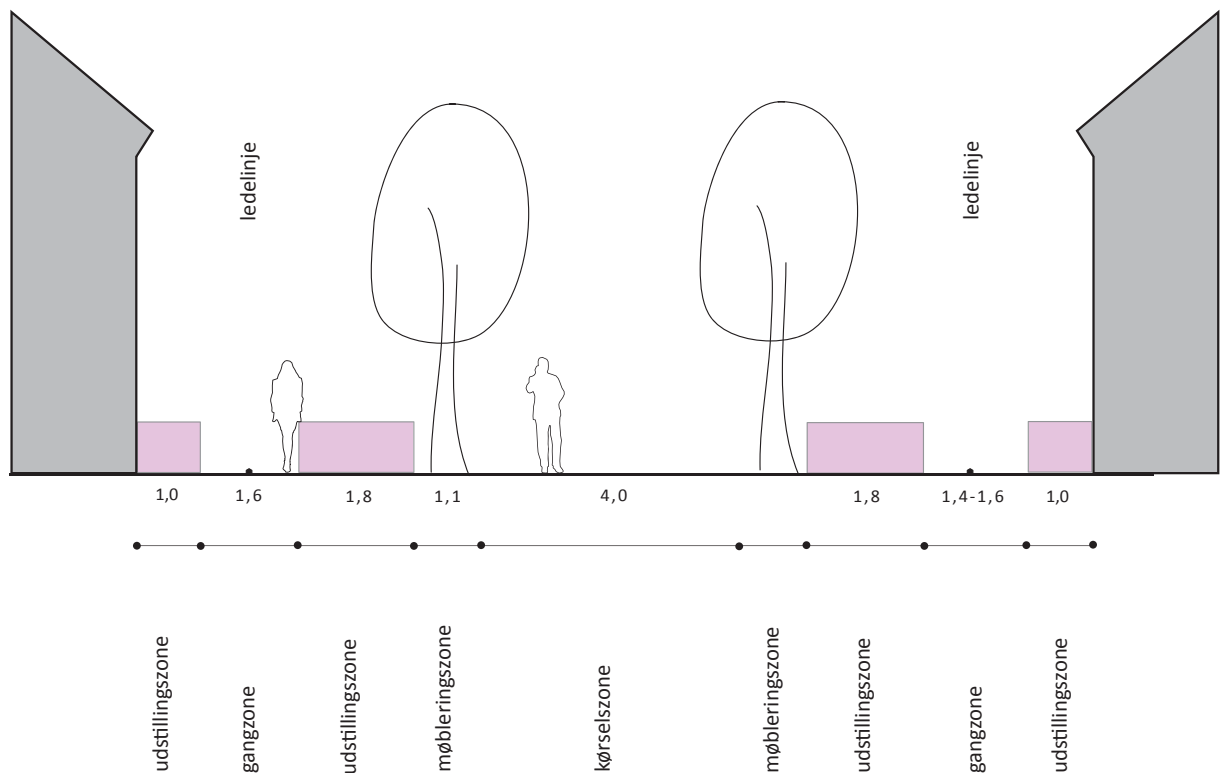 ledelinje
ledelinje
1,0
1,6
1,8
1,1
4,0
1,8
1,4-1,6
1,0
udstillingszone
gangzone
udstillingszone
møbleringszone
kørselszone
møbleringszone
udstillingszone
gangzone
udstillingszone